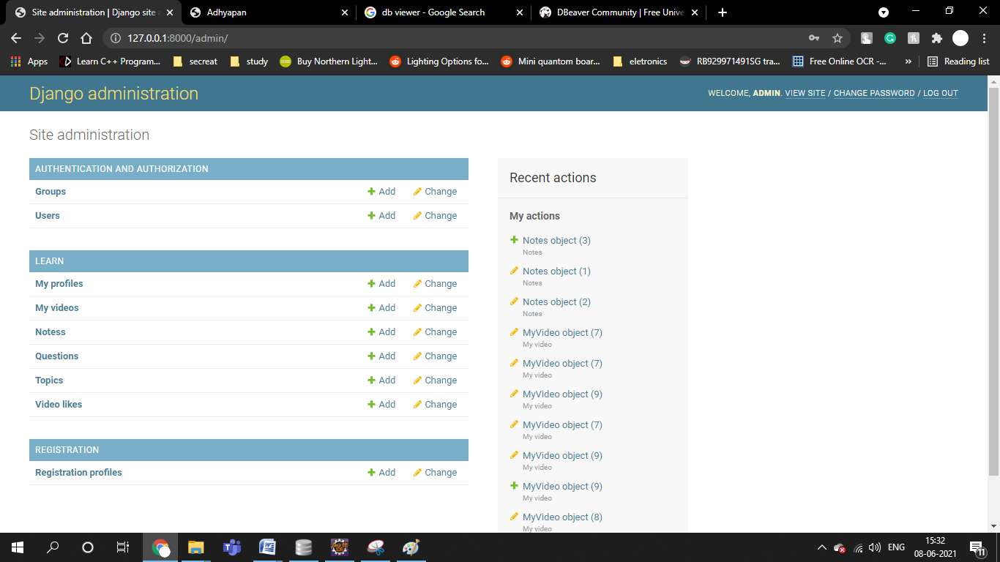 Site administration | Django site a
Adhyapan
db viewer - Google Search
DBeaver Community | Free Unive
127.0.0.1:8000/admin/
Apps
Learn C++ Program...
secreat
study
Buy Northern Light...
Lighting Options fo...
Mini quantom boar...
eletronics
RB929971491SG tra...
Free Online OCR -...
»
Reading list
Django administration
WELCOME, ADMIN. VIEW SITE / CHANGE PASSWORD / LOG OUT
Site administration
AUTHENTICATION AND AUTHORIZATION
Groups Add Change
Users Add Change
LEARN
My profiles Add Change
My videos Add Change
Notess Add Change
Questions Add Change
Topics Add Change
Video likes Add Change
REGISTRATION
Registration profiles Add Change
Recent actions
My actions
Notes object (3)
Notes
Notes object (1)
Notes
Notes object (2)
Notes
MyVideo object (7)
My video
MyVideo object (7)
My video
MyVideo object (9)
My video
MyVideo object (7)
My video
MyVideo object (9)
My video
MyVideo object (9)
My video
MyVideo object (8)
My video
ENG
15:32
08-06-2021
11